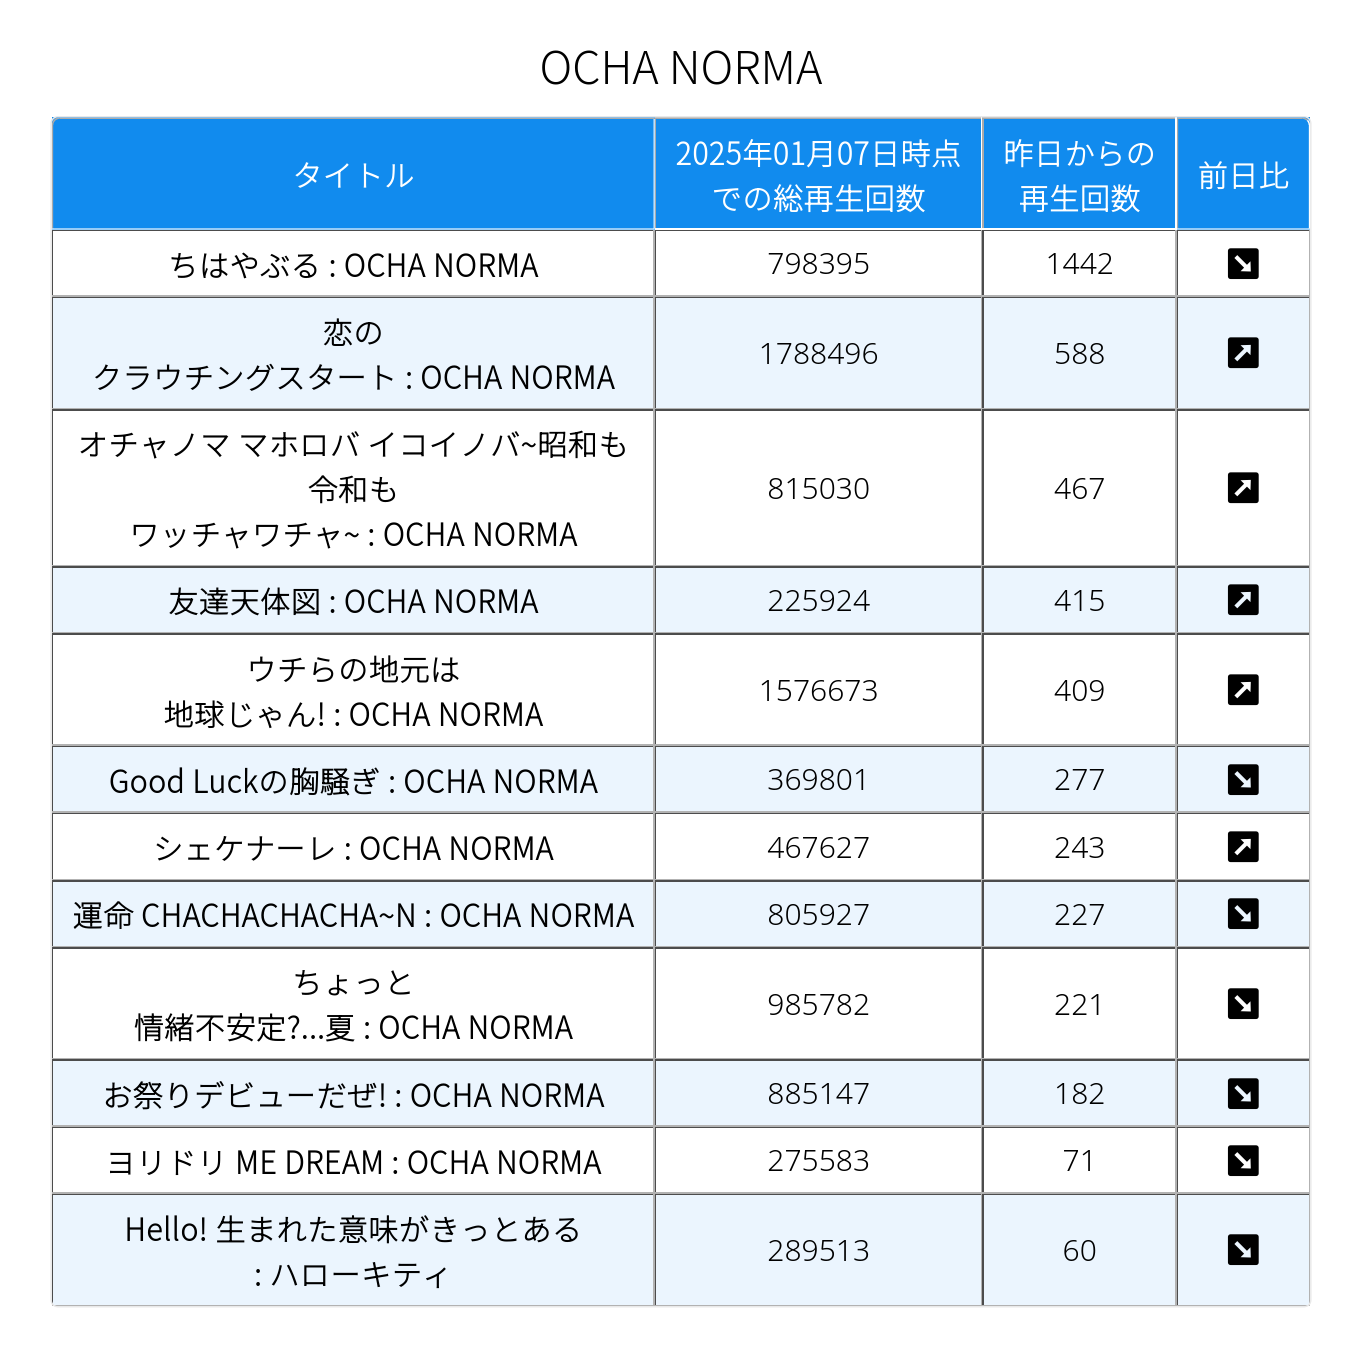 OCHA NORMA
タイトル
2025年01月07日時点
での総再生回数
昨日からの
再生回数
前日比
ちはやぶる : OCHA NORMA
798395
1442
恋の
クラウチングスタート : OCHA NORMA
1788496
588
オチャノマ マホロバ イコイノバ~昭和も
令和も
ワッチャワチャ~ : OCHA NORMA
815030
467
友達天体図 : OCHA NORMA
225924
415
ウチらの地元は
地球じゃん! : OCHA NORMA
1576673
409
Good Luckの胸騒ぎ : OCHA NORMA
369801
277
シェケナーレ : OCHA NORMA
467627
243
運命 CHACHACHACHA~N : OCHA NORMA
805927
227
ちょっと
情緒不安定?...夏 : OCHA NORMA
985782
221
お祭りデビューだぜ! : OCHA NORMA
885147
182
ヨリドリ ME DREAM : OCHA NORMA
275583
71
Hello! 生まれた意味がきっとある
: ハローキティ
289513
60